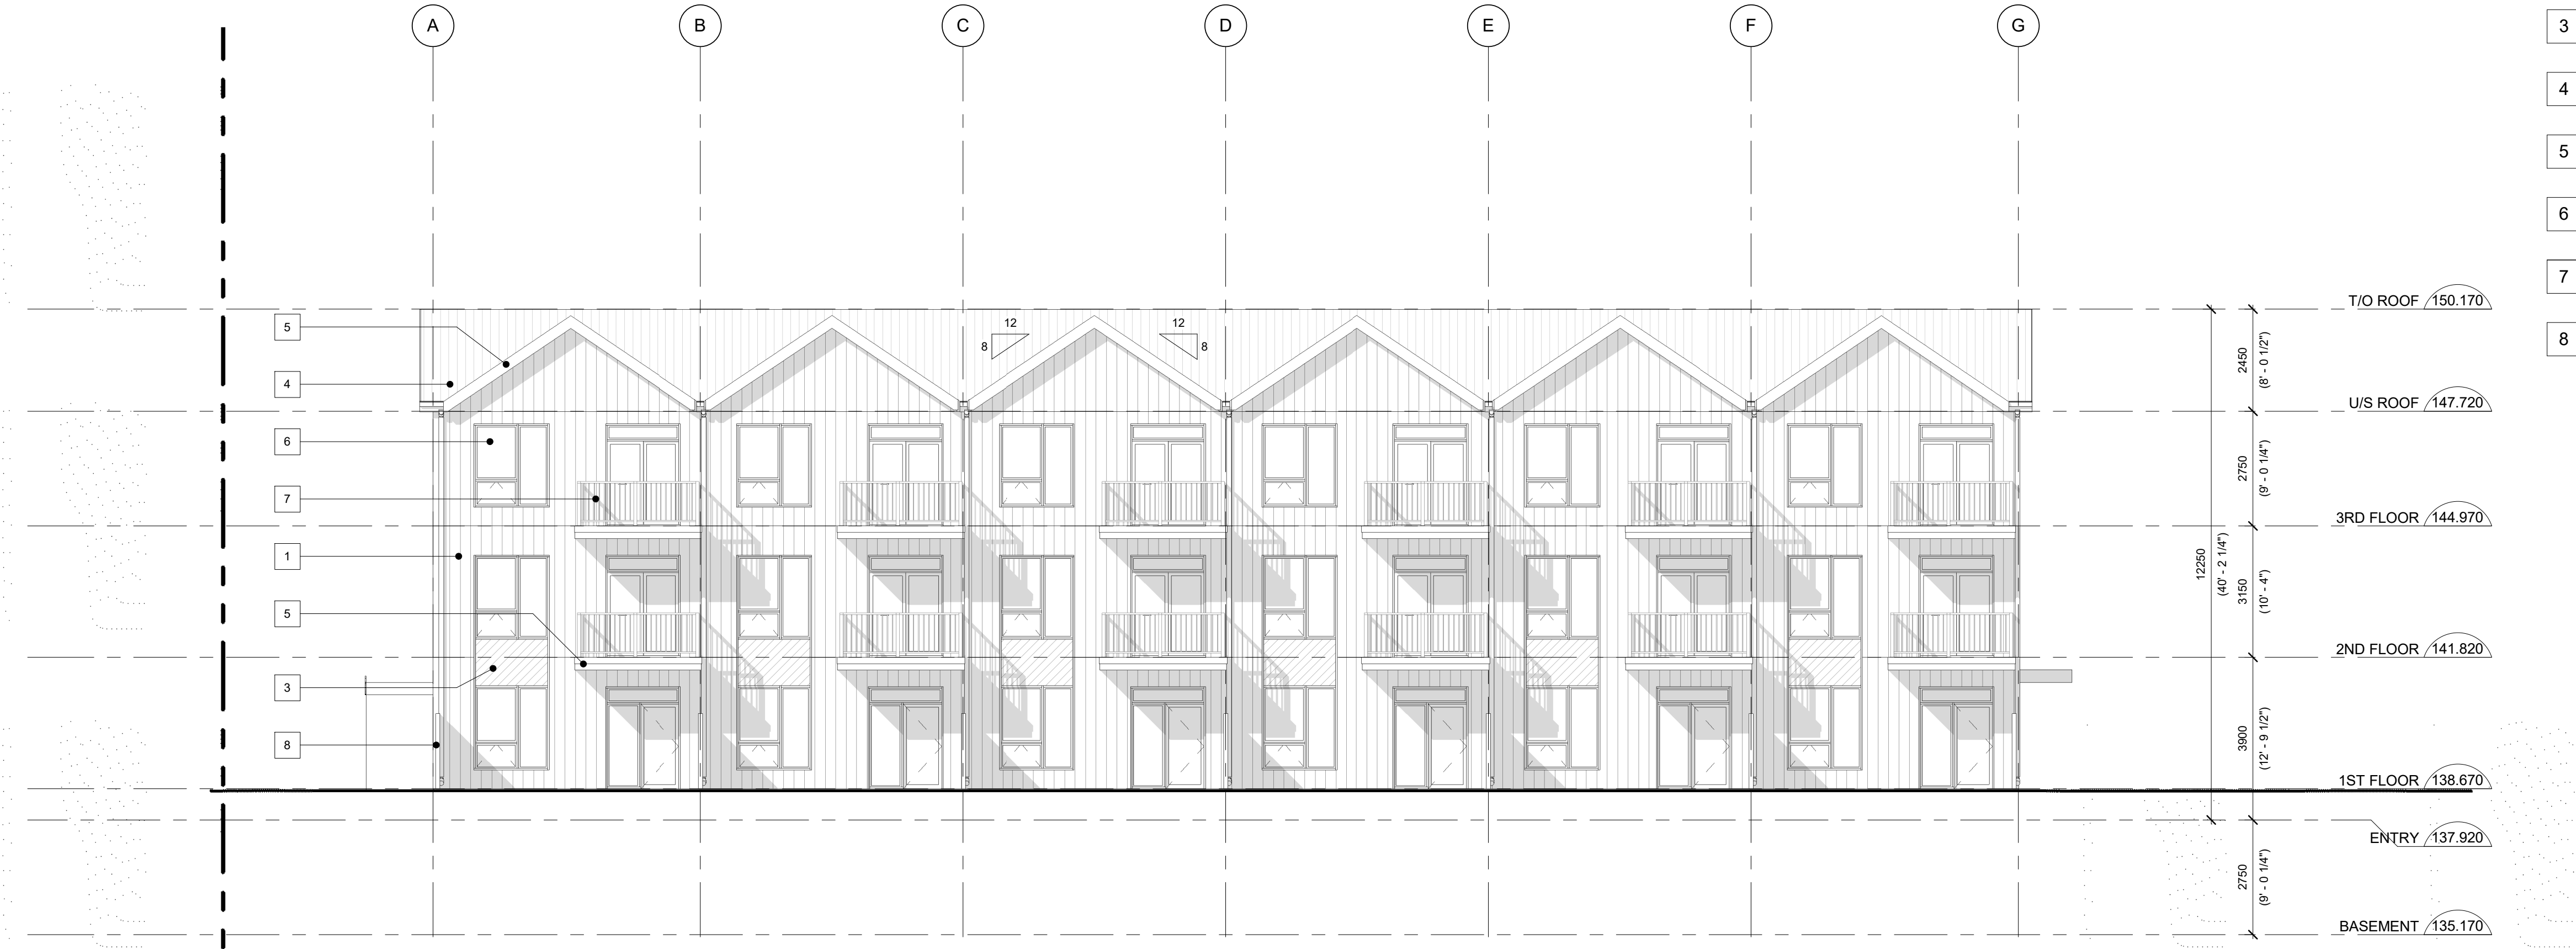 A B C D E F G
3
4
5
6
7
8
T/O ROOF 150.170
5
12 12
8 8
4
2450
(8' - 0 1/2")
U/S ROOF 147.720
6
2750
(9' - 0 1/4")
7
3RD FLOOR 144.970
1
12250
(40' - 2 1/4")
3150
(10' - 4")
5
2ND FLOOR 141.820
3
3900
(12' - 9 1/2")
8
1ST FLOOR 138.670
ENTRY 137.920
2750
(9' - 0 1/4")
BASEMENT 135.170